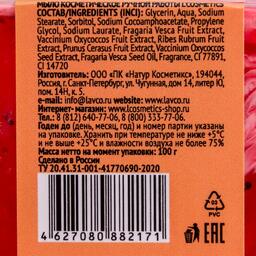 МЫЛО КОСМЕТИЧЕСКОЕ РУЧНОЙ РАБОТЫ LCOSMETICS
СОСТАВ/INGREDIENTS (INCI): Glycerin, Aqua, Sodium
Stearate, Sorbitol, Sodium Cocoamphoacetate, Propylene
Glycol, Sodium Laurate, Fragaria Vesca Fruit Extract,
Vaccinium Oxycoccos Fruit Extract, Ribes Rubrum Fruit
Extract, Prunus Cerasus Fruit Extract, Vaccinium Oxycoccos
Seed Extract, Fragaria Vesca Seed Oil, Fragrance, CI 77891,
CI 14720
Изготовитель: ООО «ПК «Натур Косметикс», 194044,
Россия, г. Санкт-Петербург, ул. Чугунная, дом 14, литер Ю,
пом. 14Н, к. 5.
e-mail: info@lavco.ru www.lavco.ru
Интернет-магазин: www.lcosmetics-shop.ru
Тел.: 8 (812) 640-77-06, 8 (800) 333-77-06.
Годен до (день, месяц, год) и номер партии указаны
на упаковке. Хранить при температуре не ниже +5°С и
не выше +25°С и влажности воздуха не более 75%
Масса нетто на момент упаковки: 100 г
Сделано в России
ТУ 20.41.31-001-41770690-2020
PVC
EAC
4 627080 882171